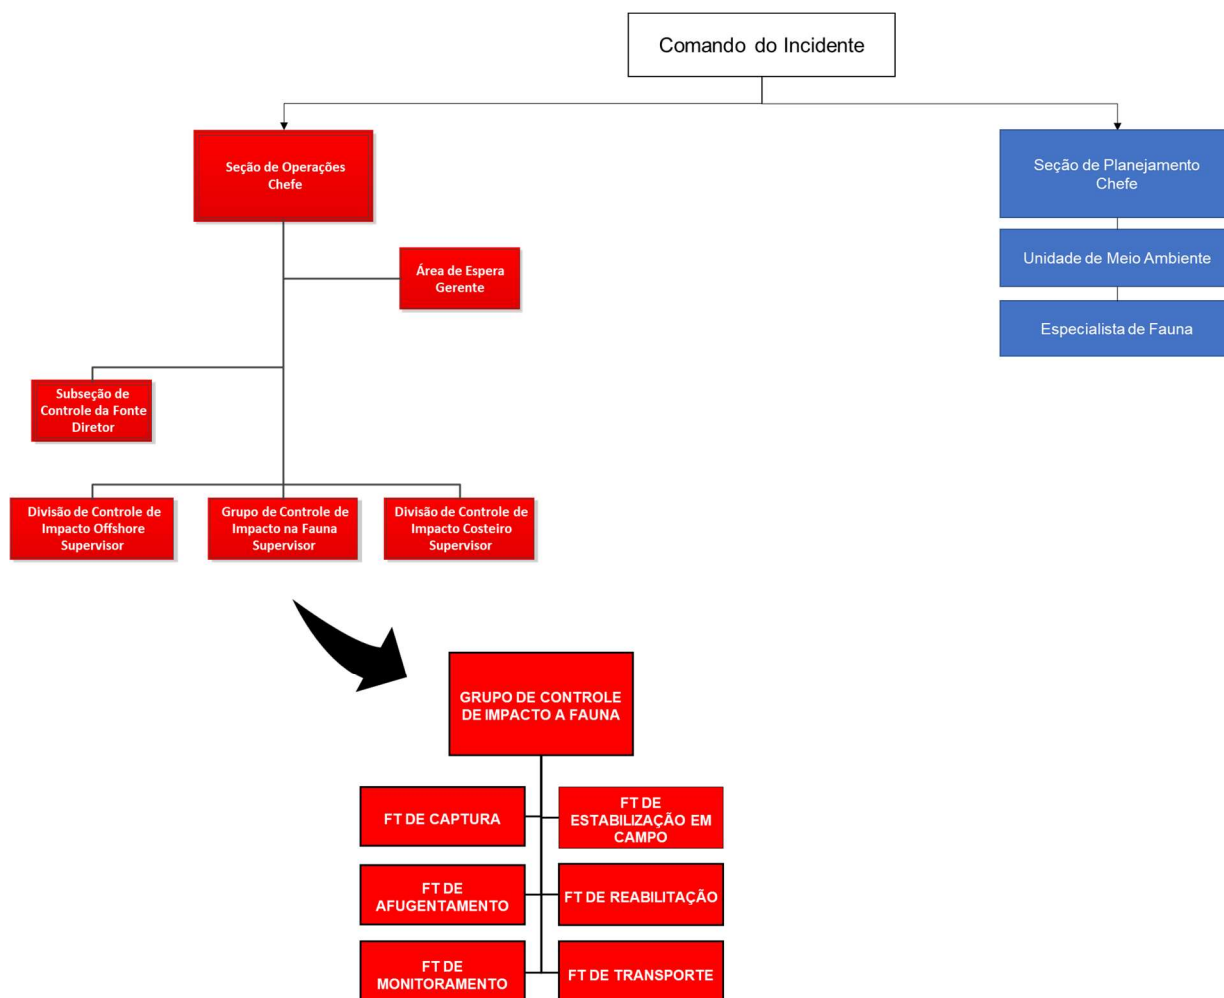 Comando do Incidente
Seção de Operações
Chefe
Seção de Planejamento
Chefe
Área de Espera
Gerente
Unidade de Meio Ambiente
Especialista de Fauna
Subseção de
Controle da Fonte
Diretor
Divisão de Controle de
Impacto Offshore
Supervisor
Grupo de Controle de
Impacto na Fauna
Supervisor
Divisão de Controle de
Impacto Costeiro
Supervisor
GRUPO DE CONTROLE
DE IMPACTO A FAUNA
FT DE CAPTURA
FT DE
ESTABILIZAÇÃO EM
CAMPO
FT DE
AFUGENTAMENTO
FT DE REABILITAÇÃO
FT DE
MONITORAMENTO
FT DE TRANSPORTE